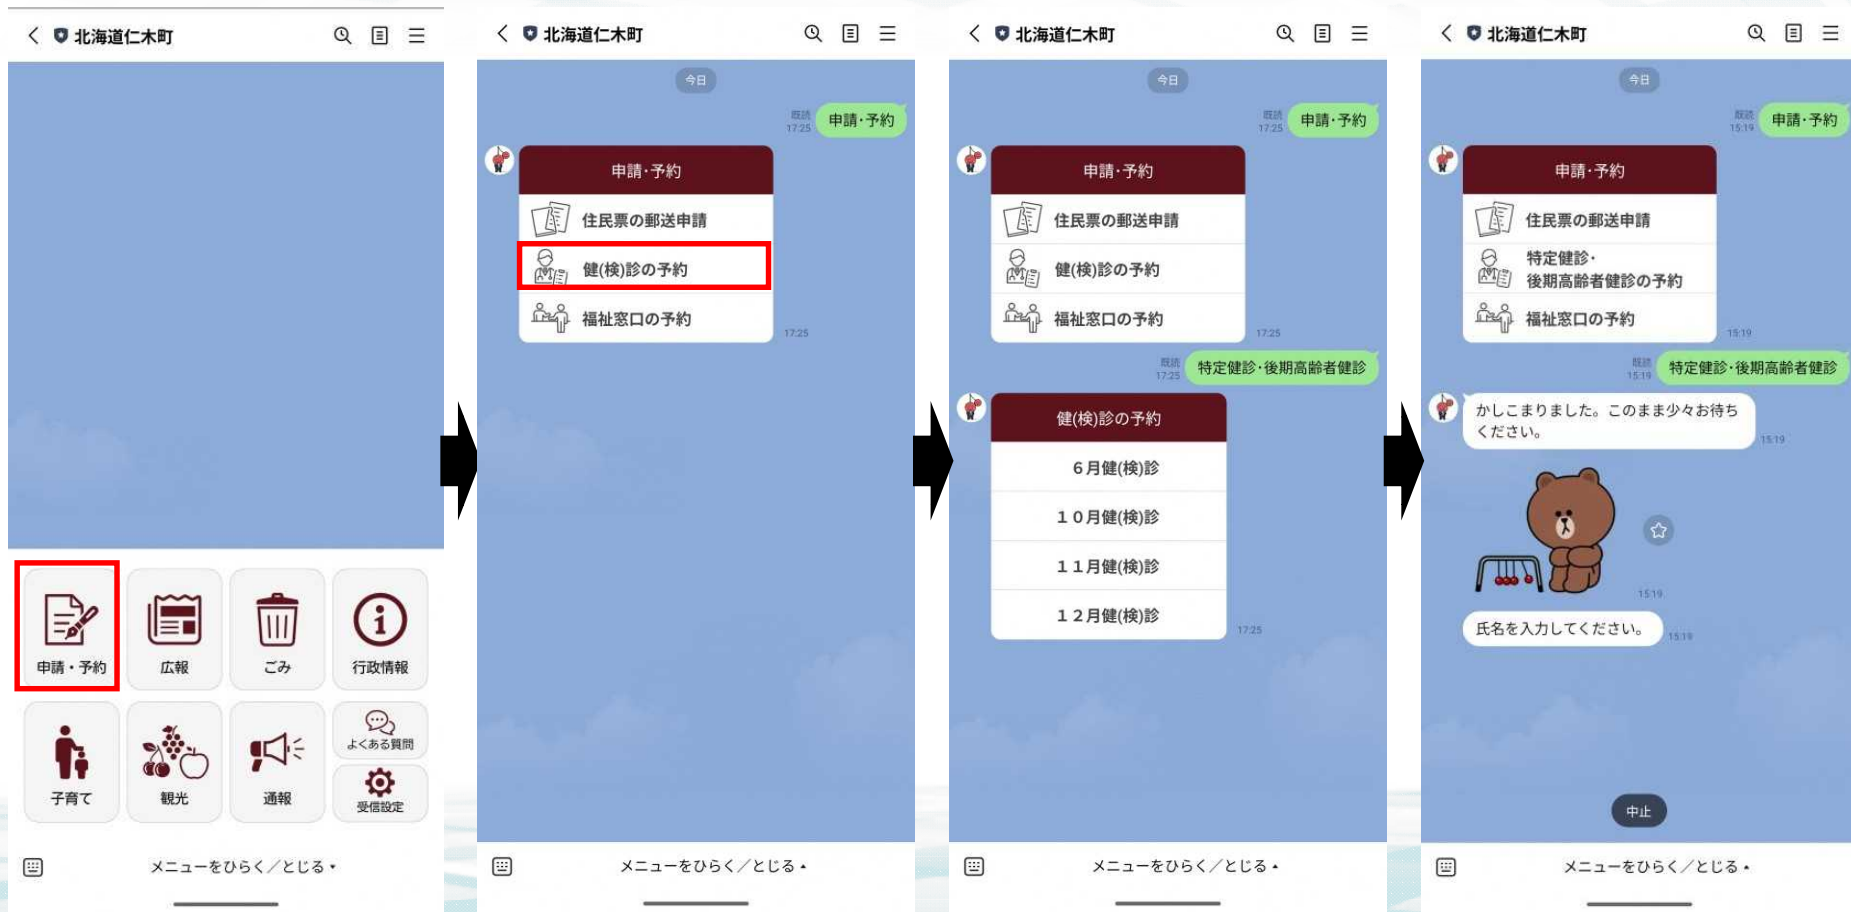 北海道仁木町
申請・予約
広報
ごみ
行政情報
子育て
観光
通報
よくある質問
受信設定
メニューをひらく／とじる
北海道仁木町
今日
既読
17:25
申請・予約
申請・予約
住民票の郵送申請
健(検)診の予約
福祉窓口の予約
17:25
メニューをひらく／とじる
北海道仁木町
今日
既読
17:25
申請・予約
申請・予約
住民票の郵送申請
健(検)診の予約
福祉窓口の予約
17:25
既読
17:25
特定健診・後期高齢者健診
健(検)診の予約
６月健(検)診
１０月健(検)診
１１月健(検)診
１２月健(検)診
17:25
メニューをひらく／とじる
北海道仁木町
今日
既読
15:19
申請・予約
申請・予約
住民票の郵送申請
特定健診・
後期高齢者健診の予約
福祉窓口の予約
15:19
既読
15:19
特定健診・後期高齢者健診
かしこまりました。このまま少々お待ち
ください。
15:19
15:19
氏名を入力してください。
15:19
中止
メニューをひらく／とじる